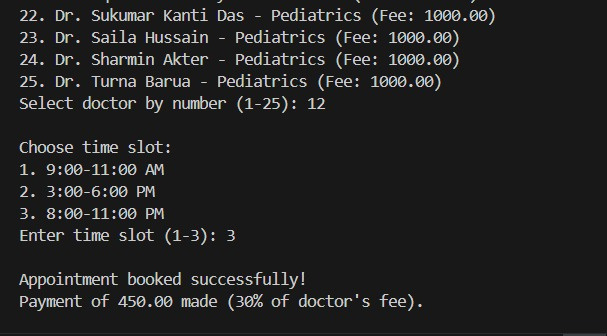 22. Dr. Sukumar Kanti Das - Pediatrics (Fee: 1000.00)
23. Dr. Saila Hussain - Pediatrics (Fee: 1000.00)
24. Dr. Sharmin Akter - Pediatrics (Fee: 1000.00)
25. Dr. Turna Barua - Pediatrics (Fee: 1000.00)
Select doctor by number (1-25): 12
Choose time slot:
1. 9:00-11:00 AM
2. 3:00-6:00 PM
3. 8:00-11:00 PM
Enter time slot (1-3): 3
Appointment booked successfully!
Payment of 450.00 made (30% of doctor's fee).